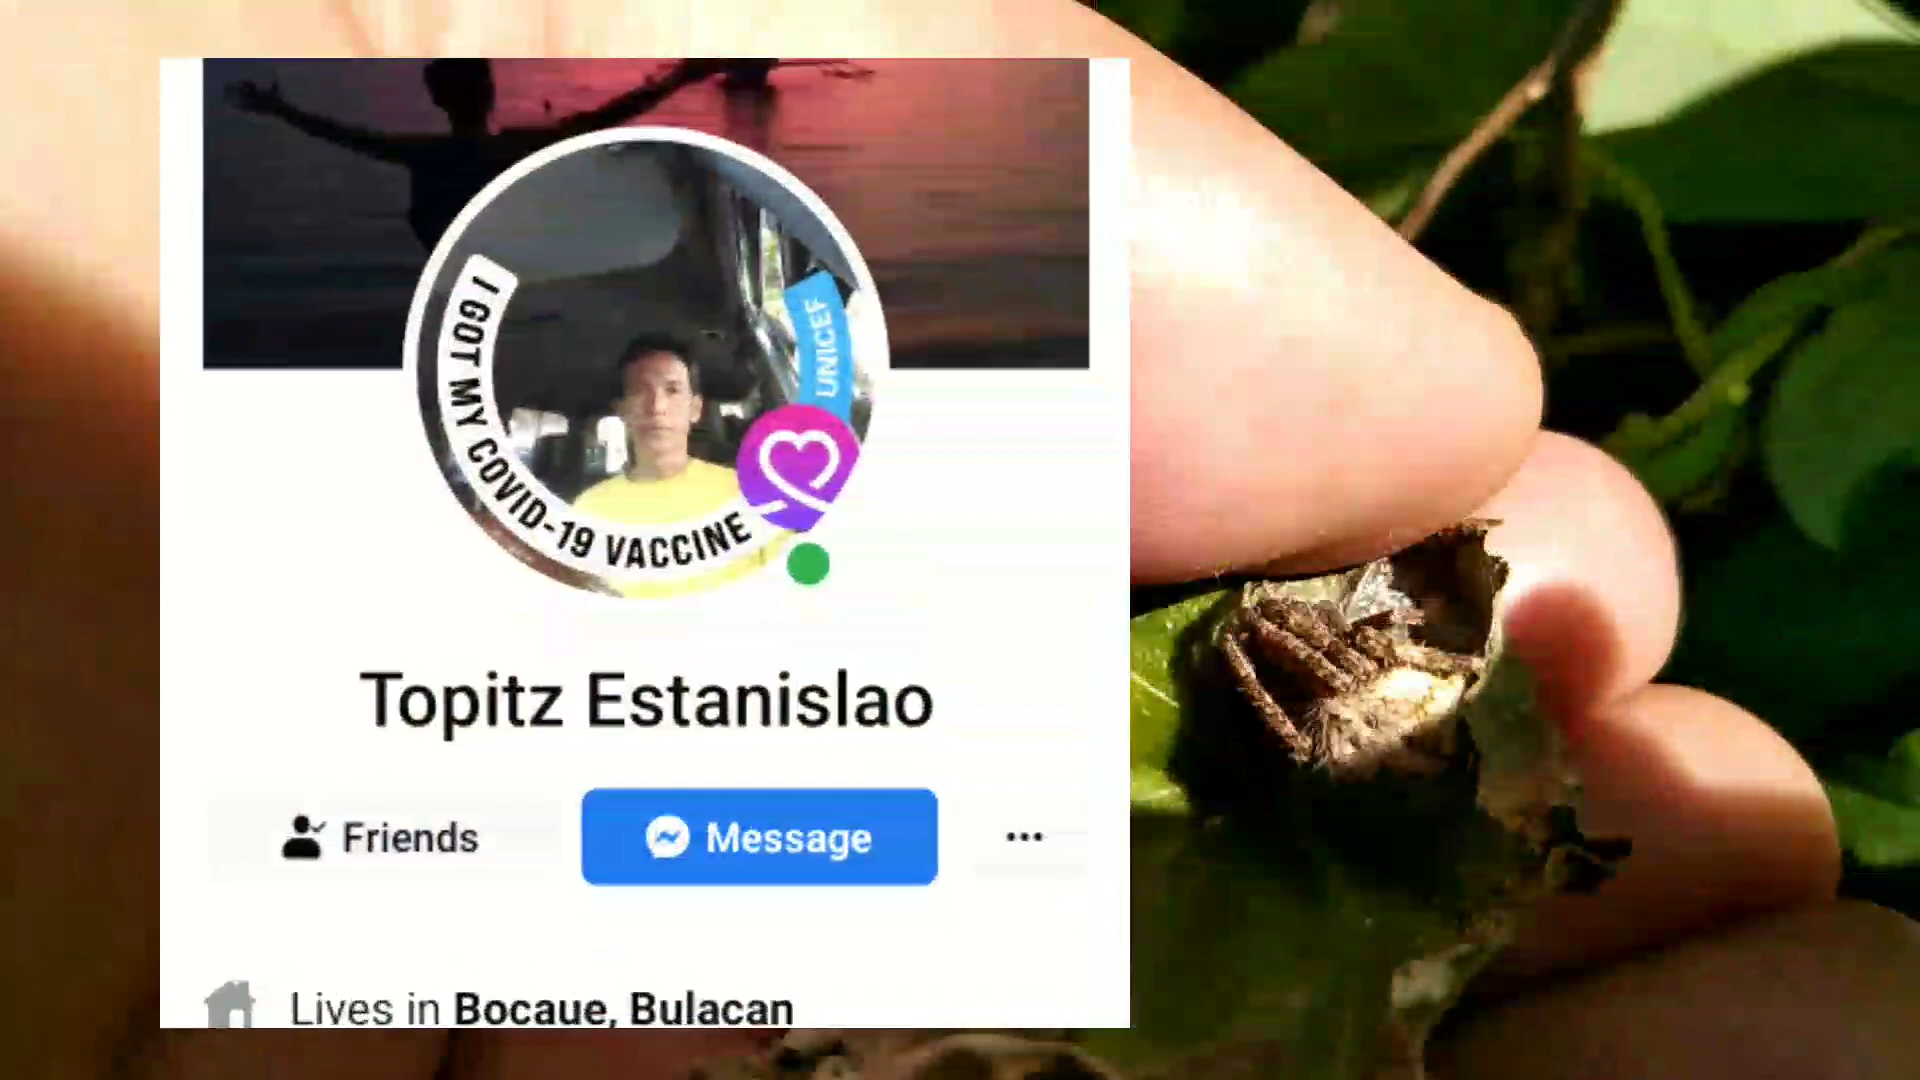 I GOT MY COVID-19 VACCINE
UNICEF
Topitz Estanislao
Friends
Message
Lives in Bocaue, Bulacan